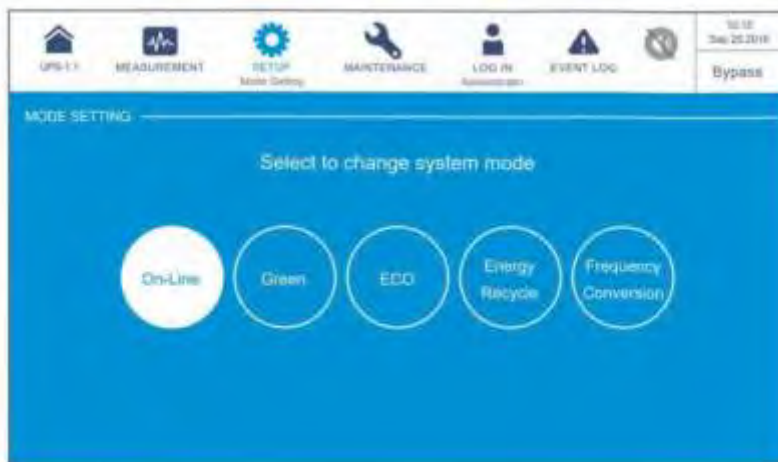 UPS-1.1
MEASUREMENT
SETUP
Mode Setting
MAINTENANCE
LOG IN
Administrator
EVENT LOG
Bypass
MODE SETTING
Select to change system mode
On-Line
Green
ECO
Energy
Recycle
Frequency
Conversion